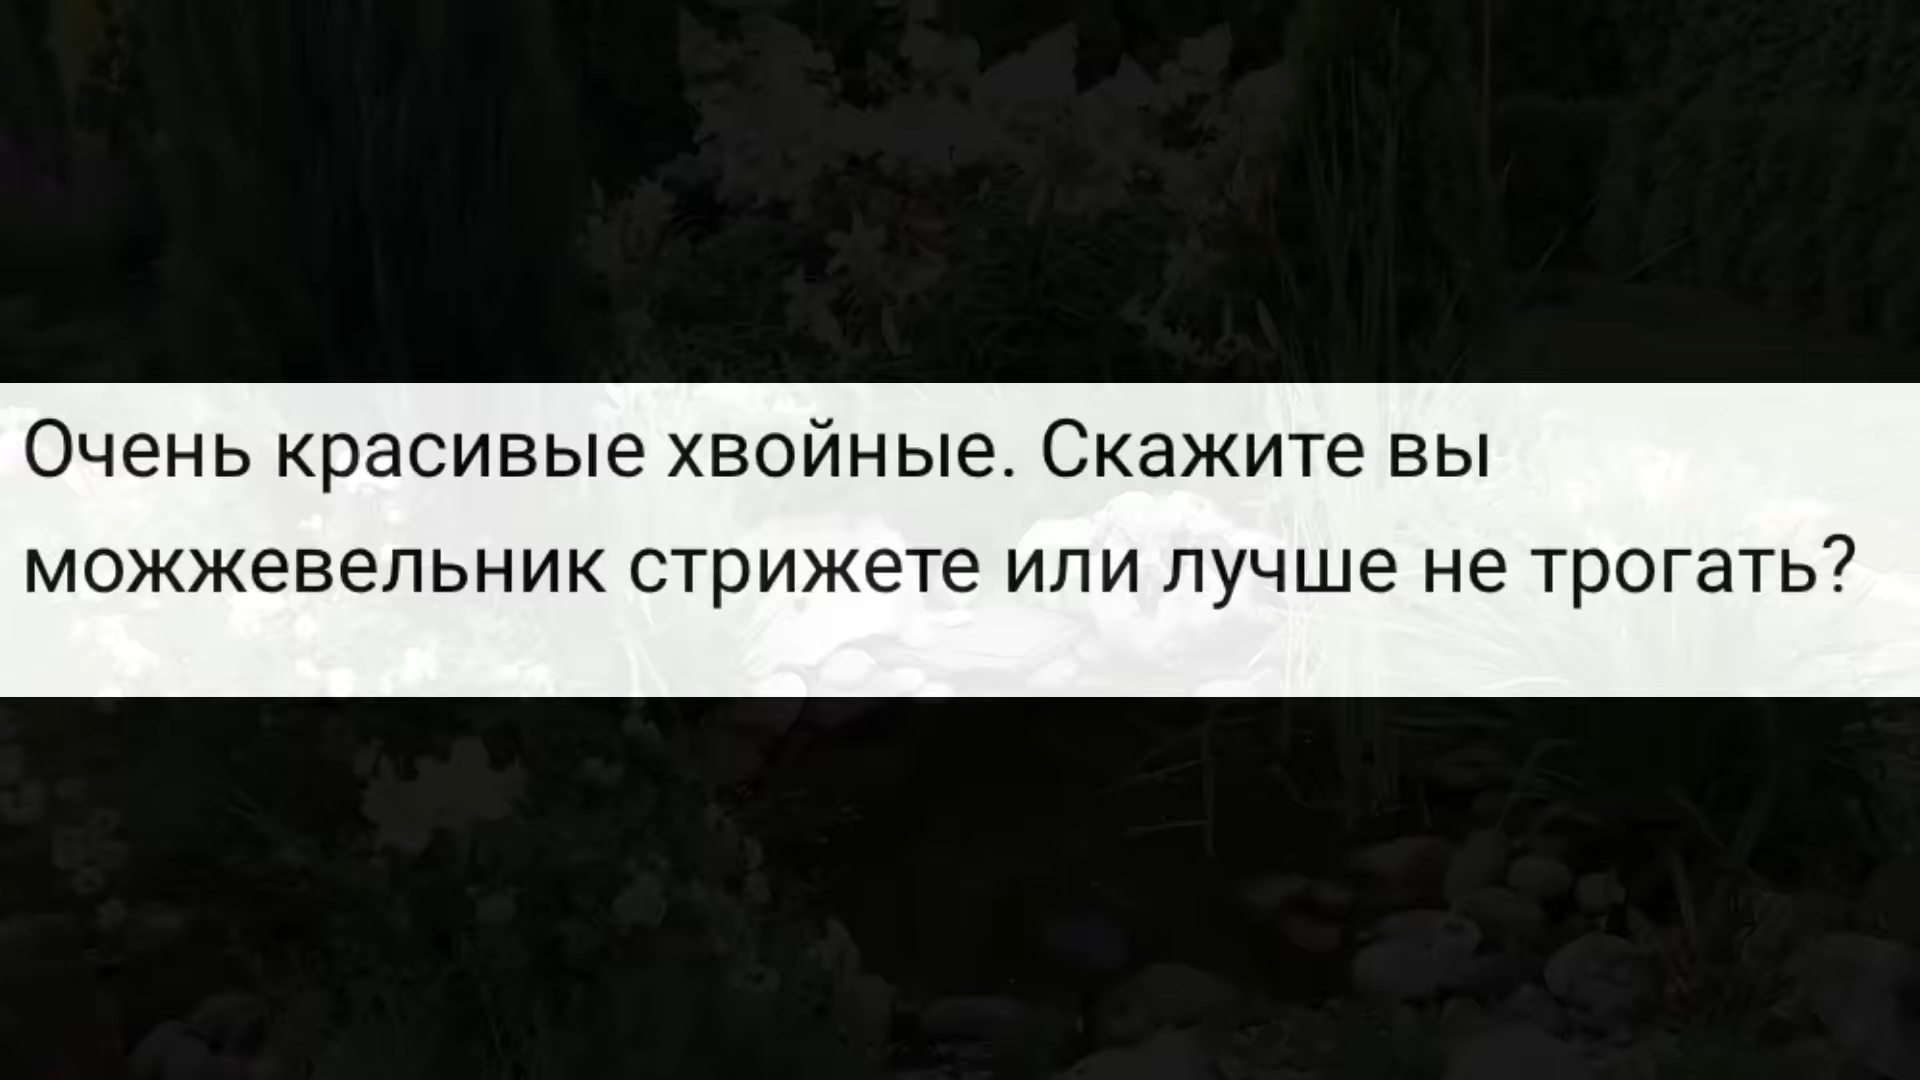 Очень красивые хвойные. Скажите вы
можжевельник стрижете или лучше не трогать?